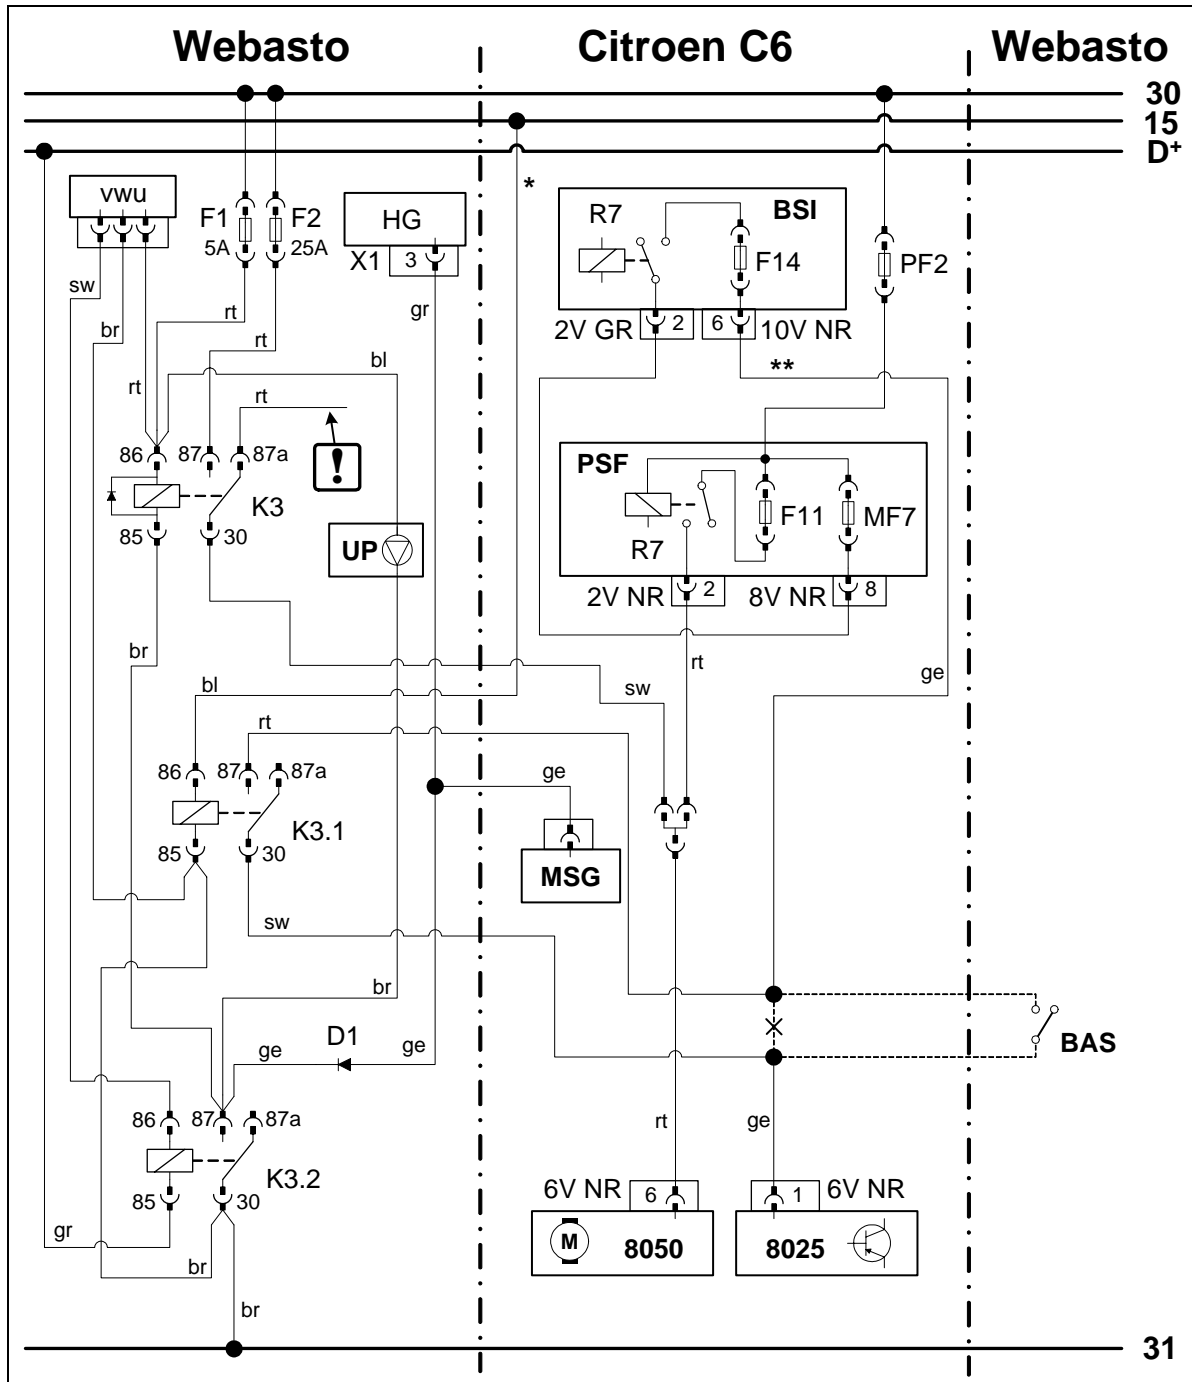 Webasto
Citroen C6
Webasto
30
15
D+
vwu
F1
5A
F2
25A
HG
X1
3
*
R7
BSI
F14
PF2
sw
br
rt
rt
rt
bl
gr
2V GR
2
6
10V NR
**
rt
86
87
87a
!
K3
85
30
UP
PSF
R7
F11
MF7
2V NR
2
8V NR
8
br
bl
rt
sw
rt
ge
86
87
87a
K3.1
85
30
ge
MSG
sw
br
D1
ge
ge
BAS
86
87
87a
K3.2
85
30
rt
ge
6V NR
6
1
6V NR
M
8050
8025
gr
br
br
31